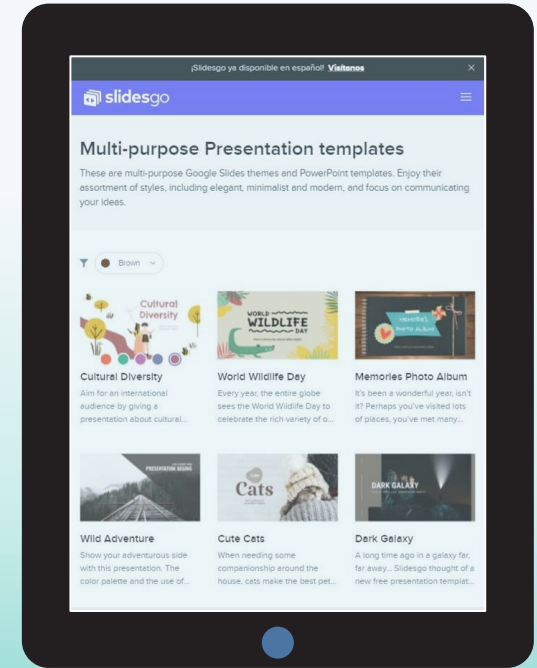 ¡Slidesgo ya disponible en español! Visítanos
slidesgo
Multi-purpose Presentation templates
These are multi-purpose Google Slides themes and PowerPoint templates. Enjoy their
assortment of styles, including elegant, minimalist and modern, and focus on communicating
your ideas.
Brown
Cultural
Diversity
WORLD
WILDLIFE
DAY
MEMORIES
PHOTO ALBUM
Cultural Diversity
World Wildlife Day
Memories Photo Album
Aim for an international
audience by giving a
presentation about cultural...
Every year, the entire globe
sees the World Wildlife Day to
celebrate the rich variety of o...
It's been a wonderful year, isn't
it? Perhaps you've visited lots
of places, you've met many...
PRESENTATION BEGINS
Cats
DARK GALAXY
Wild Adventure
Cute Cats
Dark Galaxy
Show your adventurous side
with this presentation. The
color palette and the use of...
When needing some
companionship around the
house, cats make the best pet...
A long time ago in a galaxy far,
far away... Slidesgo thought of a
new free presentation templat...